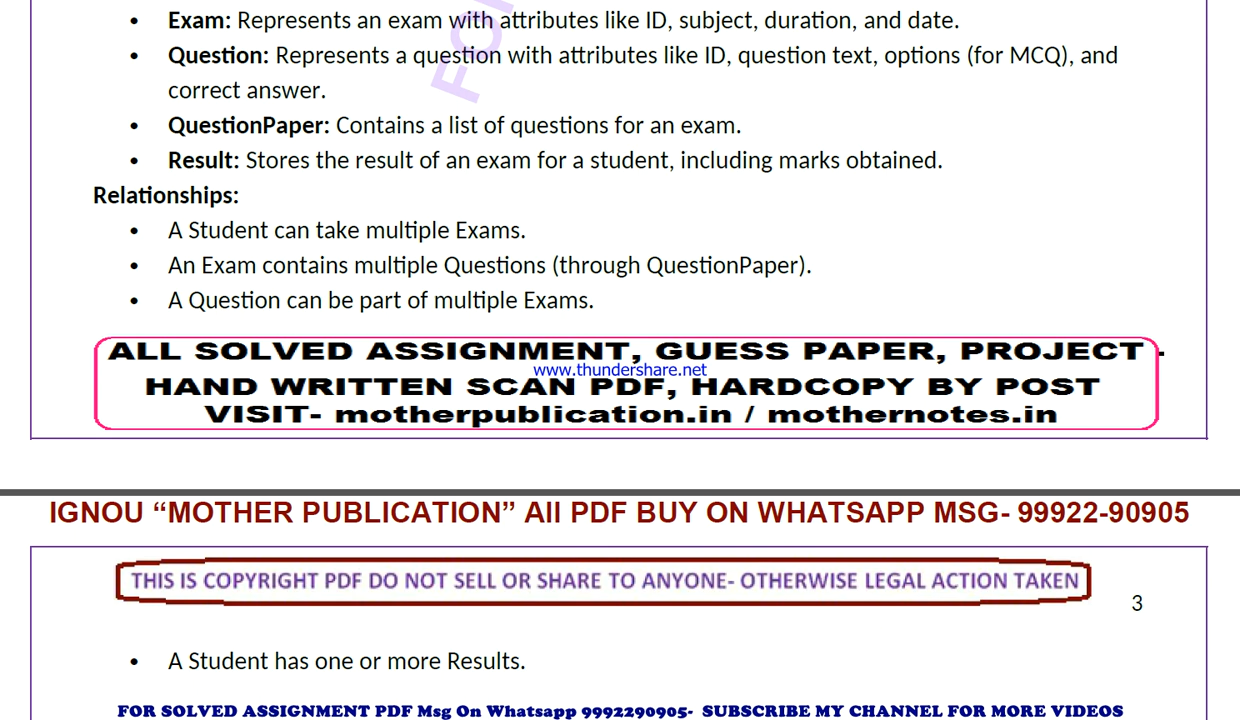 • Exam: Represents an exam with attributes like ID, subject, duration, and date.
• Question: Represents a question with attributes like ID, question text, options (for MCQ), and
correct answer.
• QuestionPaper: Contains a list of questions for an exam.
• Result: Stores the result of an exam for a student, including marks obtained.
Relationships:
• A Student can take multiple Exams.
• An Exam contains multiple Questions (through QuestionPaper).
• A Question can be part of multiple Exams.
ALL SOLVED ASSIGNMENT, GUESS PAPER, PROJECT -
www.thundershare.net
HAND WRITTEN SCAN PDF, HARDCOPY BY POST
VISIT- motherpublication.in / mothernotes.in
IGNOU “MOTHER PUBLICATION” All PDF BUY ON WHATSAPP MSG- 99922-90905
THIS IS COPYRIGHT PDF DO NOT SELL OR SHARE TO ANYONE- OTHERWISE LEGAL ACTION TAKEN
3
• A Student has one or more Results.
FOR SOLVED ASSIGNMENT PDF Msg On Whatsapp 9992290905- SUBSCRIBE MY CHANNEL FOR MORE VIDEOS